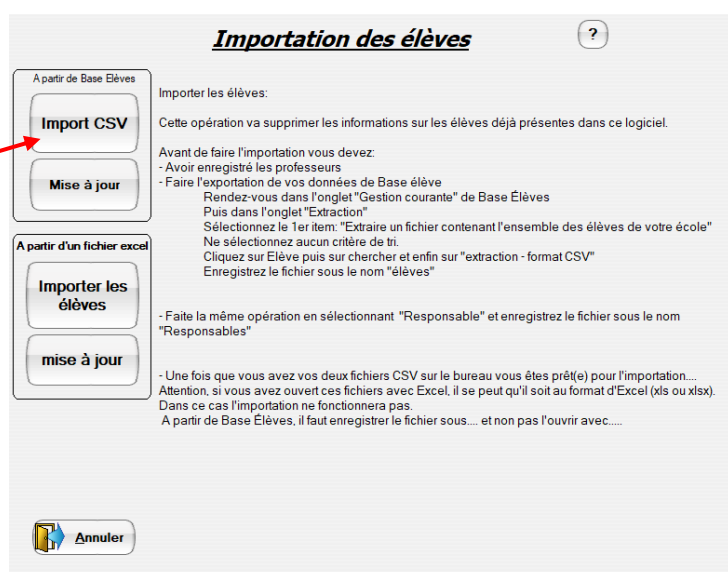 Importation des élèves
?
A partir de Base Elèves
Import CSV
Mise à jour
A partir d'un fichier excel
Importer les
élèves
mise à jour
Importer les élèves:
Cette opération va supprimer les informations sur les élèves déjà présentes dans ce logiciel.
Avant de faire l'importation vous devez:
- Avoir enregistré les professeurs
- Faire l'exportation de vos données de Base élève
Rendez-vous dans l'onglet "Gestion courante" de Base Élèves
Puis dans l'onglet "Extraction"
Sélectionnez le 1er item: "Extraire un fichier contenant l'ensemble des élèves de votre école"
Ne sélectionnez aucun critère de tri.
Cliquez sur Elève puis sur chercher et enfin sur "extraction - format CSV"
Enregistrez le fichier sous le nom "élèves"
- Faite la même opération en sélectionnant "Responsable" et enregistrez le fichier sous le nom
"Responsables"
- Une fois que vous avez vos deux fichiers CSV sur le bureau vous êtes prêt(e) pour l'importation....
Attention, si vous avez ouvert ces fichiers avec Excel, il se peut qu'il soit au format d'Excel (xls ou xlsx).
Dans ce cas l'importation ne fonctionnera pas.
A partir de Base Élèves, il faut enregistrer le fichier sous.... et non pas l'ouvrir avec.....
Annuler